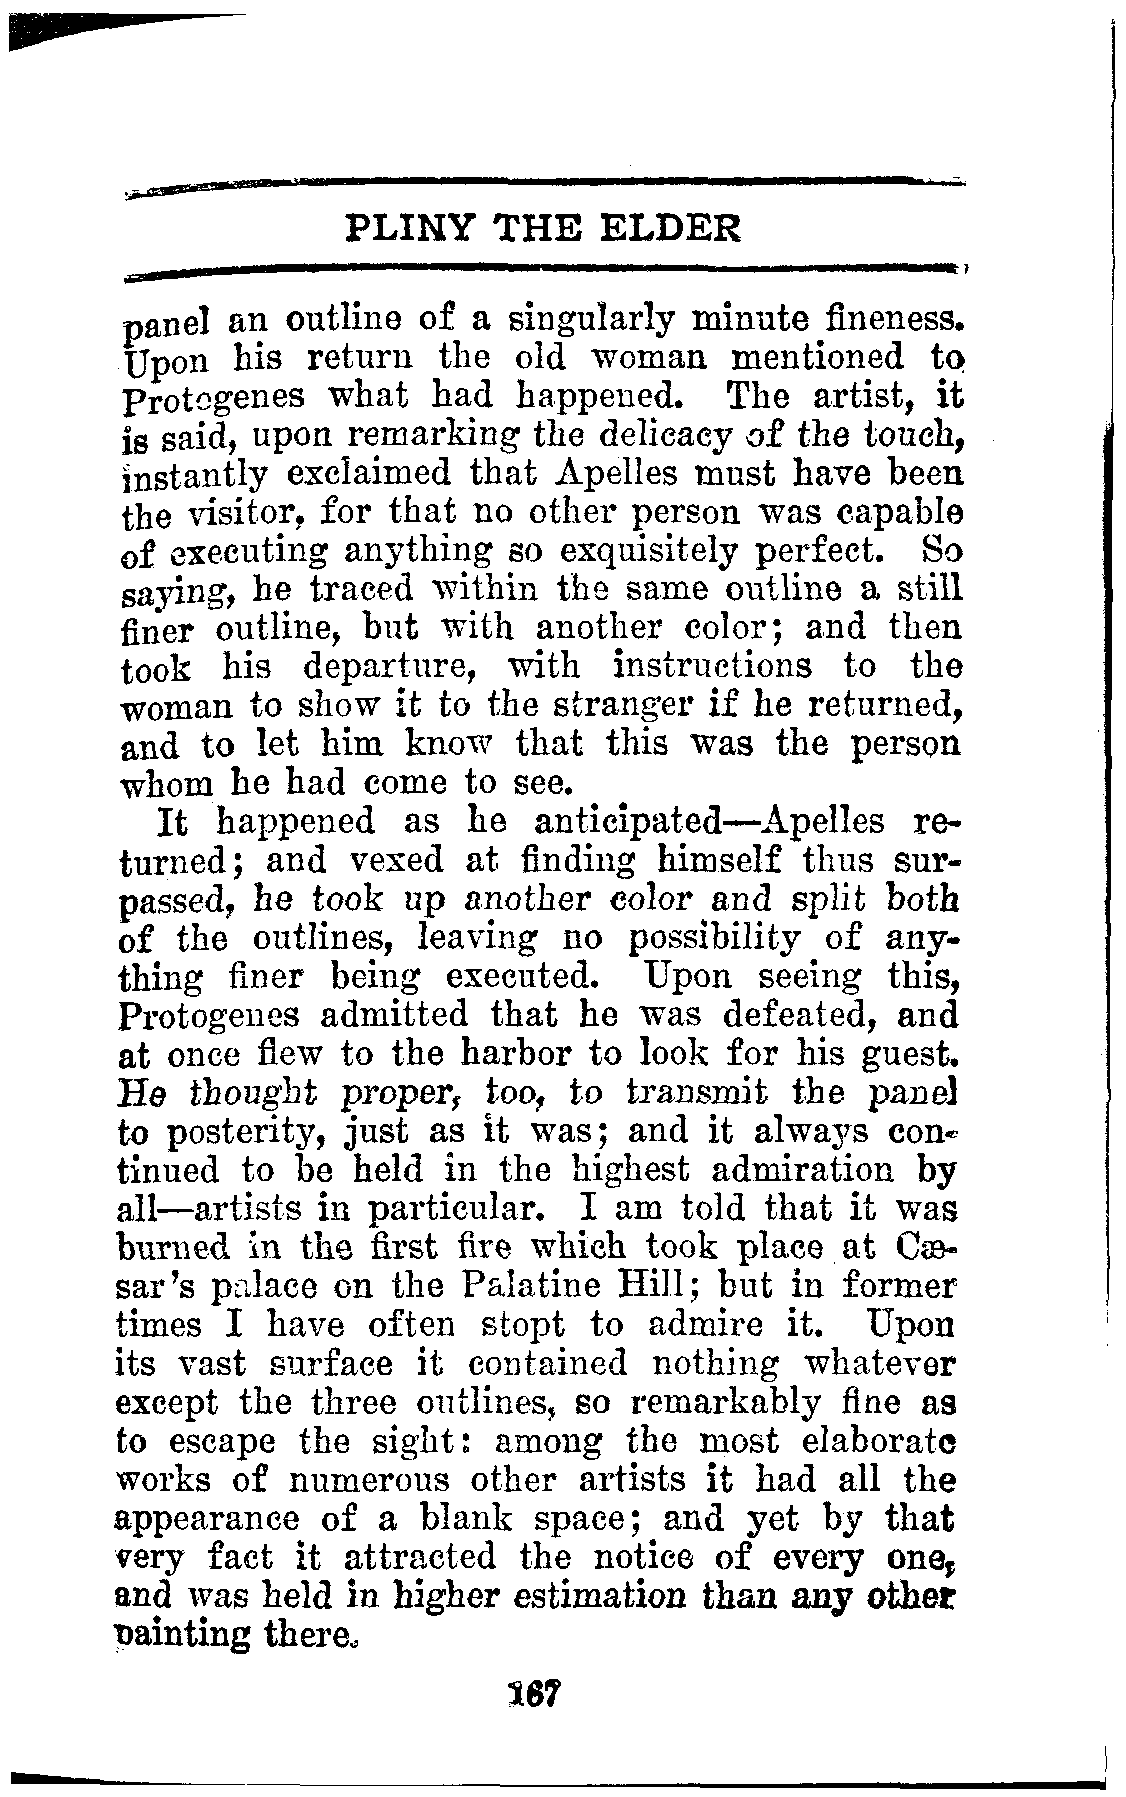 PLINY THE ELDER
panel an outline of a singularly minute fineness.
Upon his return the old woman mentioned to
Protogenes what had happened. The artist, it
is said, upon remarking the delicacy of the touch,
instantly exclaimed that Apelles must have been
the visitor, for that no other person was capable
of executing anything so exquisitely perfect. So
saying, he traced within the same outline a still
finer outline, but with another color; and then
took his departure, with instructions to the
woman to show it to the stranger if he returned,
and to let him know that this was the person
whom he had come to see.
It happened as he anticipated—Apelles re-
turned; and vexed at finding himself thus sur-
passed, he took up another color and split both
of the outlines, leaving no possibility of any-
thing finer being executed. Upon seeing this,
Protogenes admitted that he was defeated, and
at once flew to the harbor to look for his guest.
He thought proper, too, to transmit the panel
to posterity, just as it was; and it always con-
tinued to be held in the highest admiration by
all—artists in particular. I am told that it was
burned in the first fire which took place at Cæ-
sar's palace on the Palatine Hill; but in former
times I have often stopt to admire it. Upon
its vast surface it contained nothing whatever
except the three outlines, so remarkably fine as
to escape the sight: among the most elaborate
works of numerous other artists it had all the
appearance of a blank space; and yet by that
very fact it attracted the notice of every one,
and was held in higher estimation than any other
painting there.
167